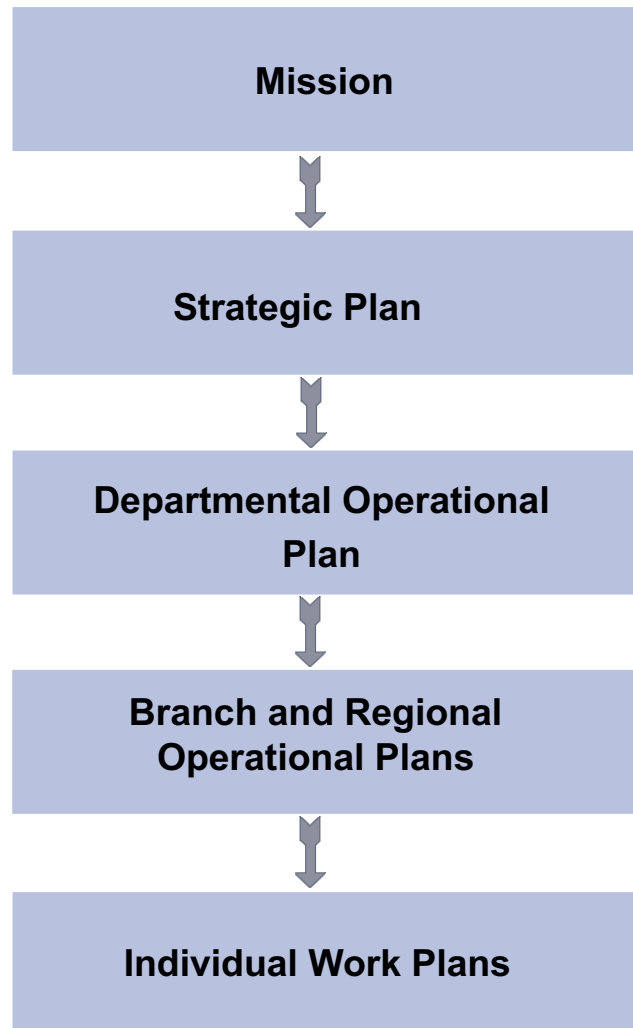 Mission
Strategic Plan
Departmental Operational
Plan
Branch and Regional
Operational Plans
Individual Work Plans